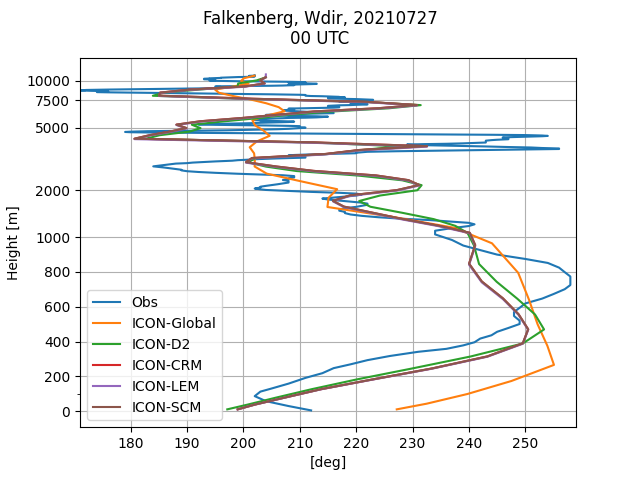 Falkenberg, Wdir, 20210727
00 UTC
10000
7500
5000
2000
1000
800
600
400
200
0
Height [m]
Obs
ICON-Global
ICON-D2
ICON-CRM
ICON-LEM
ICON-SCM
180 190 200 210 220 230 240 250
[deg]